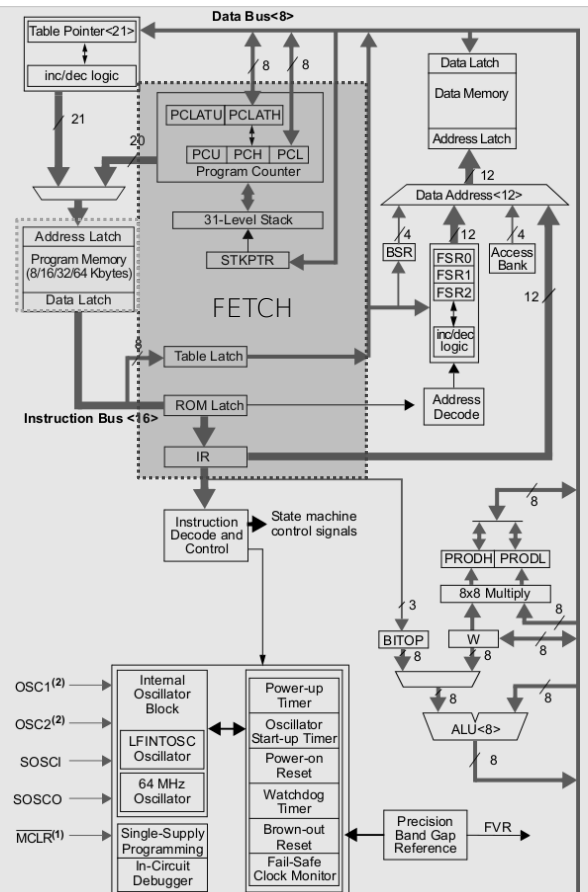 Data Bus<8>
Table Pointer<21>
inc/dec logic
21
20
8
8
PCLATU PCLATH
PCU PCH PCL
Program Counter
31-Level Stack
STKPTR
Data Latch
Data Memory
Address Latch
12
Data Address<12>
4
12
4
BSR
FSR0
FSR1
FSR2
inc/dec
logic
Access
Bank
12
Address
Decode
Address Latch
Program Memory
(8/16/32/64 Kbytes)
Data Latch
FETCH
8
Table Latch
Instruction Bus <16>
ROM Latch
IR
Instruction
Decode and
Control
State machine
control signals
8
PRODH PRODL
8x8 Multiply
3
8
BITOP
W
8
8
8
8
8
ALU<8>
8
OSC1(2)
OSC2(2)
SOSCI
SOSCO
MCLR(1)
Internal
Oscillator
Block
LFINTOSC
Oscillator
64 MHz
Oscillator
Single-Supply
Programming
In-Circuit
Debugger
Power-up
Timer
Oscillator
Start-up Timer
Power-on
Reset
Watchdog
Timer
Brown-out
Reset
Fail-Safe
Clock Monitor
Precision
Band Gap
Reference
FVR